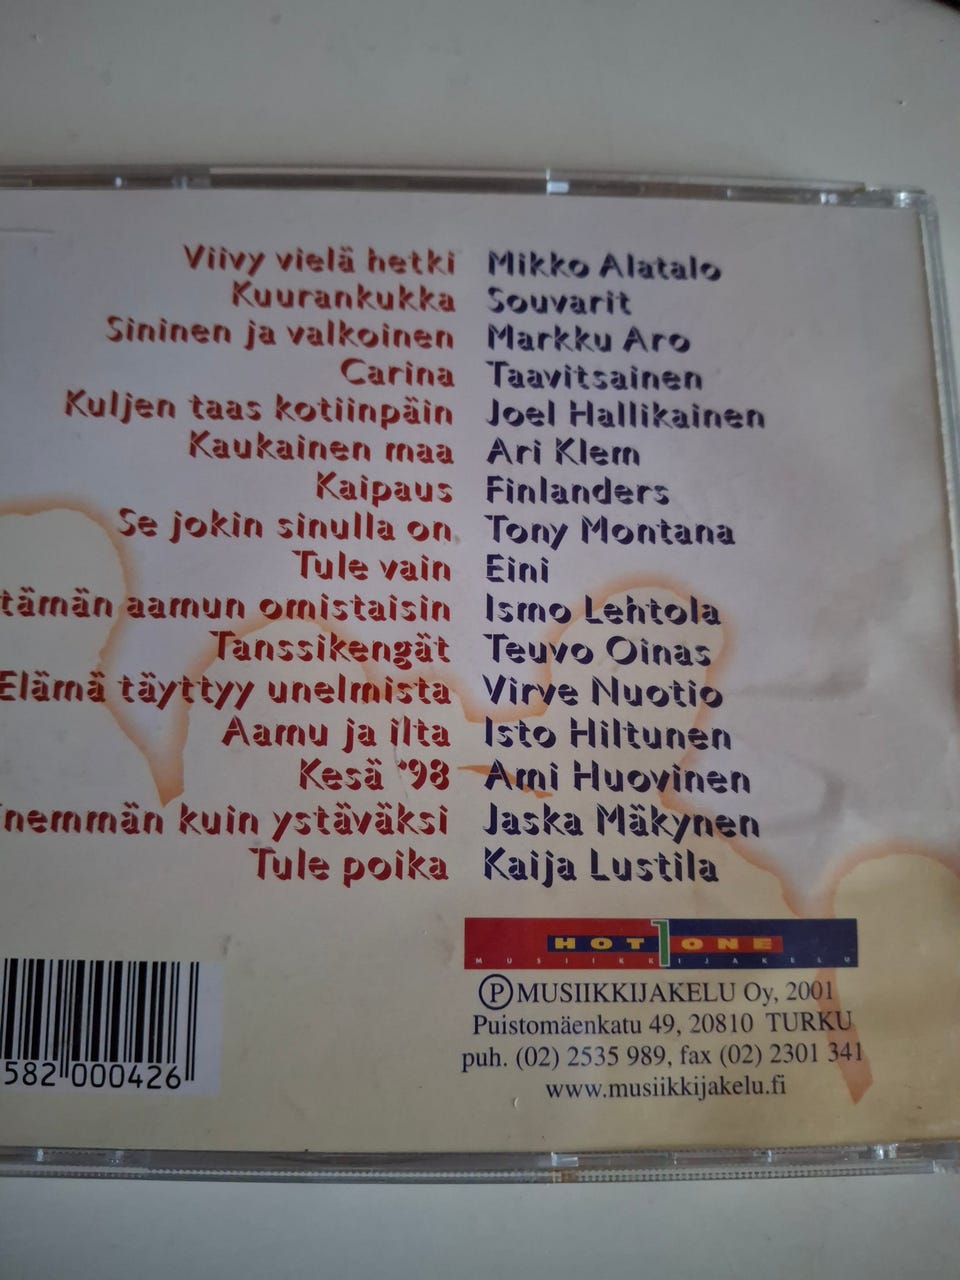 Viivy vielä hetki Mikko Alatalo
Kuurankukka Souvarit
Sininen ja valkoinen Markku Aro
Carina Taavitsainen
Kuljen taas kotiinpäin Joel Hallikainen
Kaukainen maa Ari Klem
Kaipaus Finlanders
Se jokin sinulla on Tony Montana
Tule vain Eini
tämän aamun omistaisin Ismo Lehtola
Tanssikengät Teuvo Oinas
Elämä täyttyy unelmista Virve Nuotio
Aamu ja ilta Isto Hiltunen
Kesä '98 Ami Huovinen
inemmän kuin ystäväksi Jaska Mäkynen
Tule poika Kaija Lustila
HOT 1 ONE
MUSIIKKIJAKELU
Ⓟ MUSIIKKIJAKELU Oy, 2001
Puistomäenkatu 49, 20810 TURKU
puh. (02) 2535 989, fax (02) 2301 341
www.musiikkijakelu.fi
582 000426